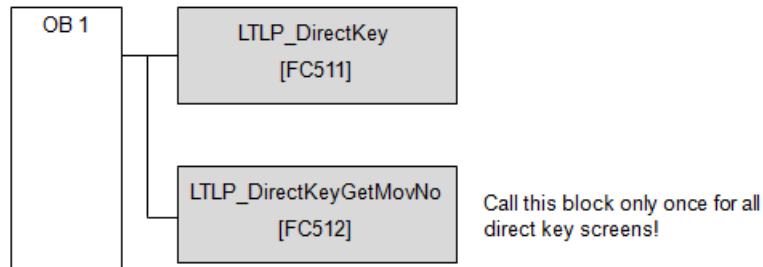 OB 1
LTLP_DirectKey
[FC511]
LTLP_DirectKeyGetMovNo
[FC512]
Call this block only once for all
direct key screens!